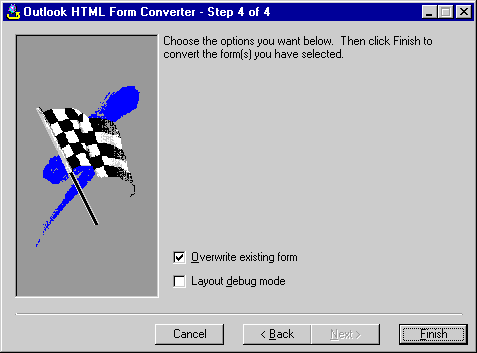 Outlook HTML Form Converter - Step 4 of 4
Choose the options you want below.  Then click Finish to
convert the form(s) you have selected.
Overwrite existing form
Layout debug mode
Cancel
< Back
Next >
Finish